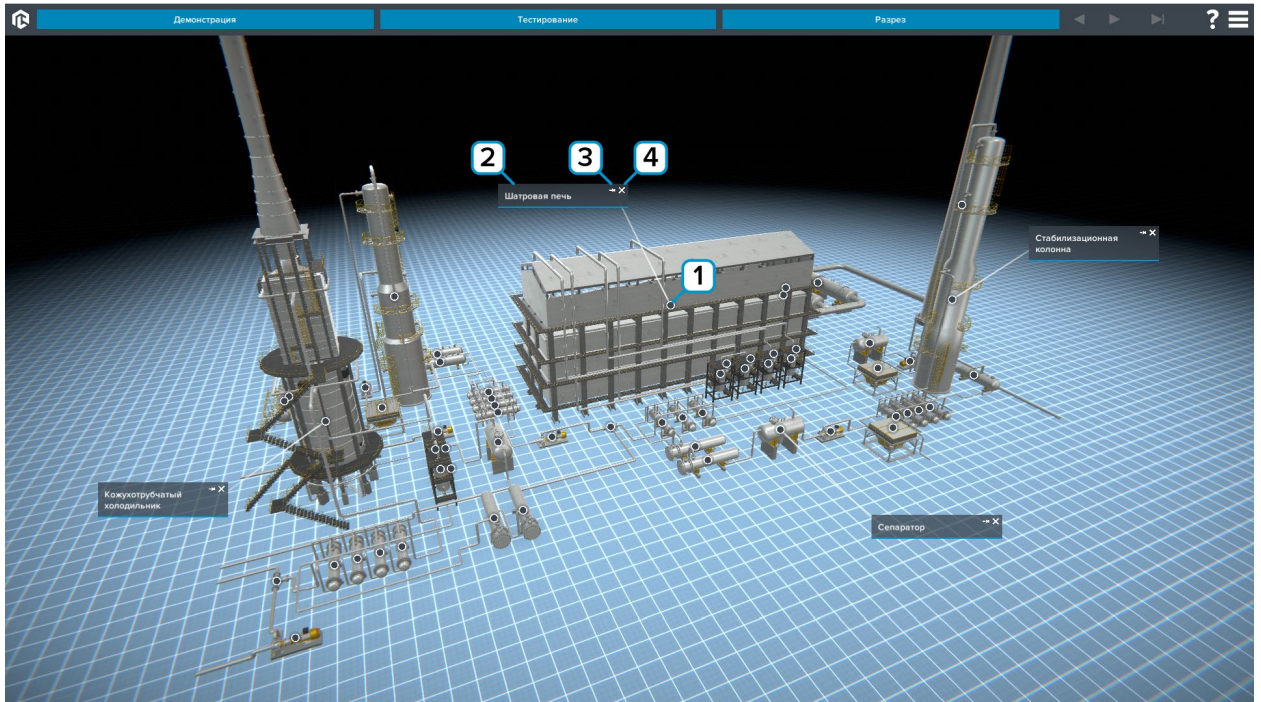 Демонстрация
Тестирование
Разрез
?
2
3
4
Шатровая печь
Стабилизационная
колонна
1
Кожухотрубчатый
холодильник
Сепаратор